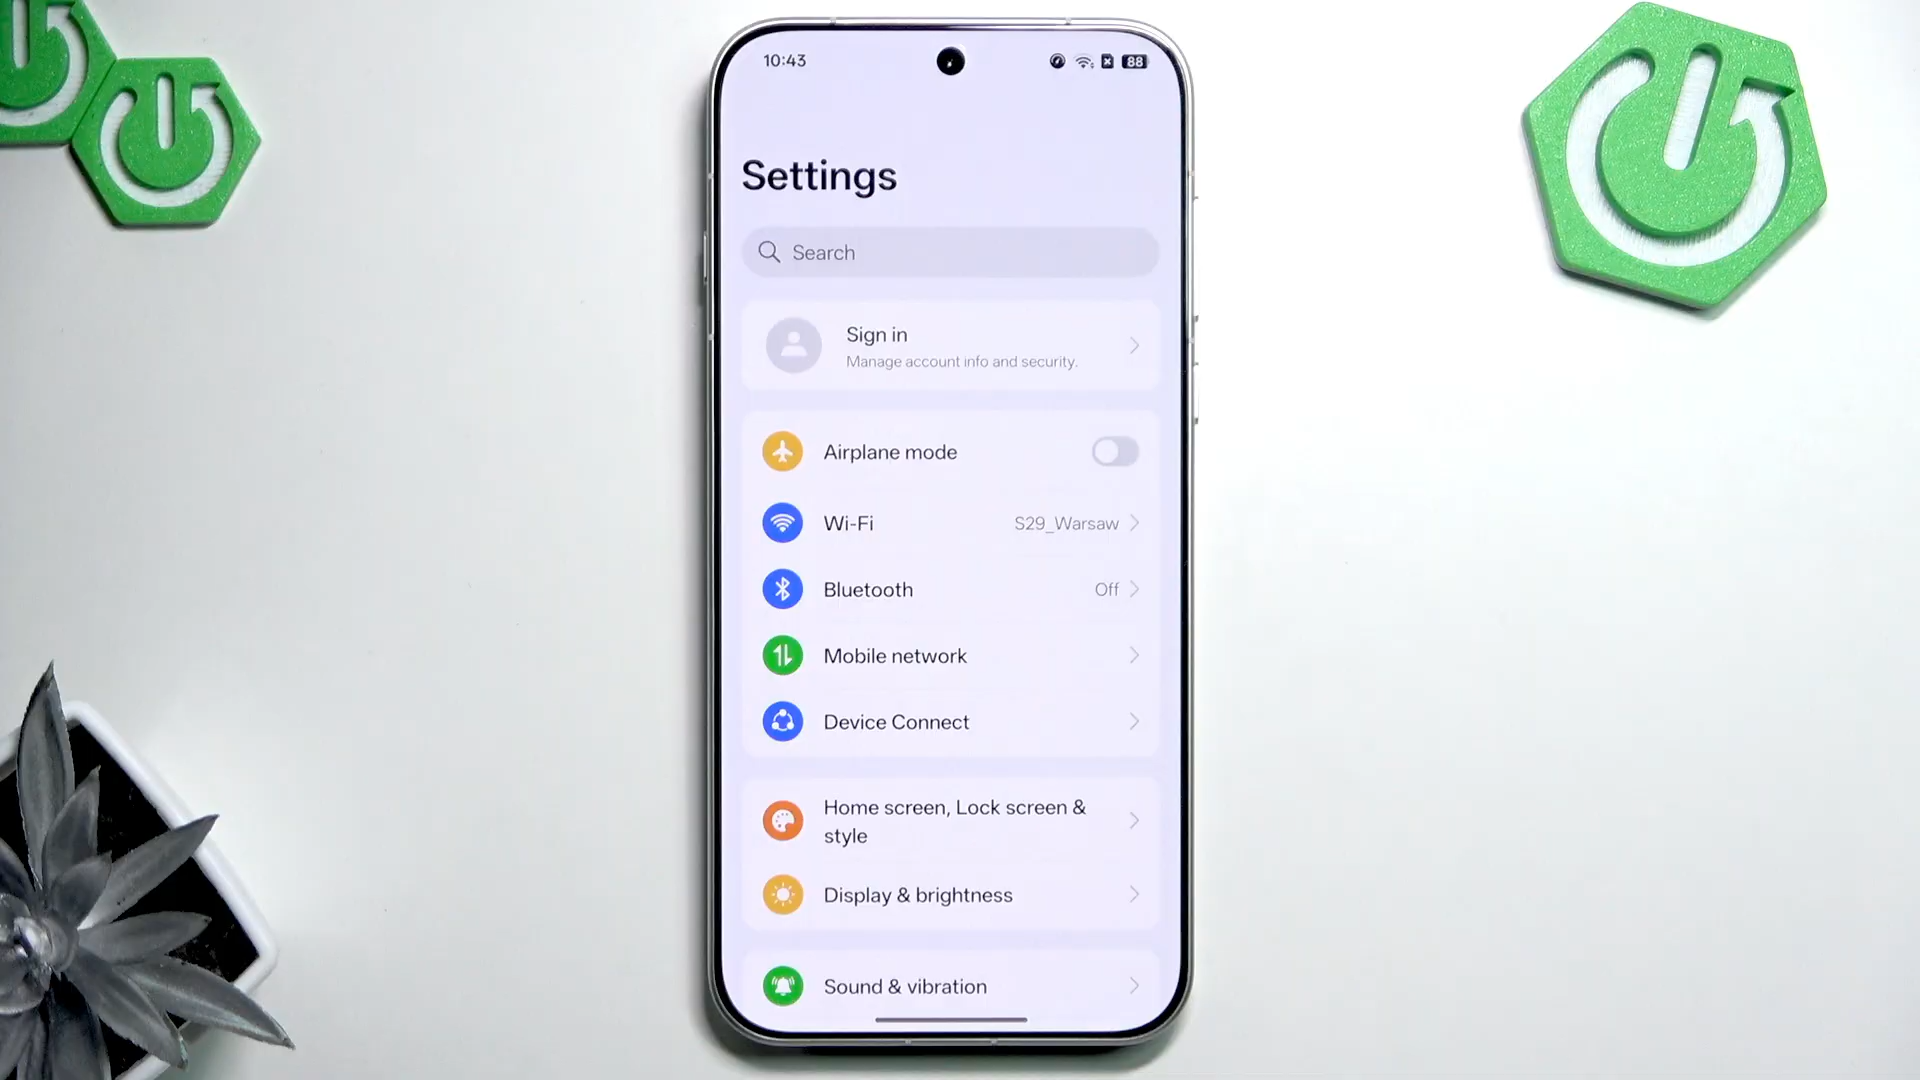 10:43
88
Settings
Search
Sign in
Manage account info and security.
Airplane mode
Wi-Fi
S29_Warsaw
Bluetooth
Off
Mobile network
Device Connect
Home screen, Lock screen &
style
Display & brightness
Sound & vibration